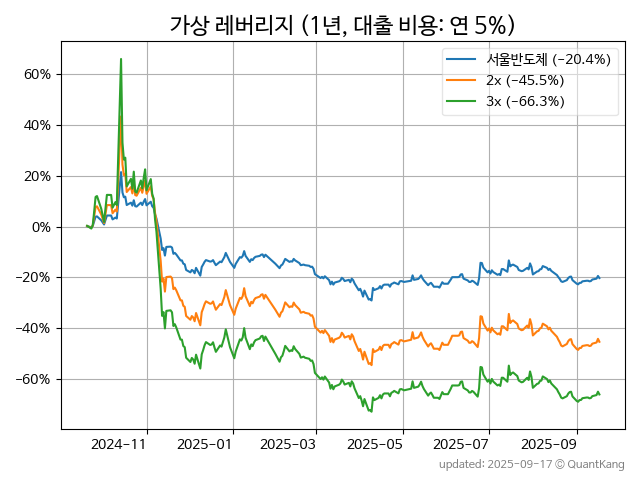 가상 레버리지 (1년, 대출 비용: 연 5%)
서울반도체 (-20.4%)
2x (-45.5%)
3x (-66.3%)
60%
40%
20%
0%
-20%
-40%
-60%
2024-11 2025-01 2025-03 2025-05 2025-07 2025-09
updated: 2025-09-17 © QuantKang